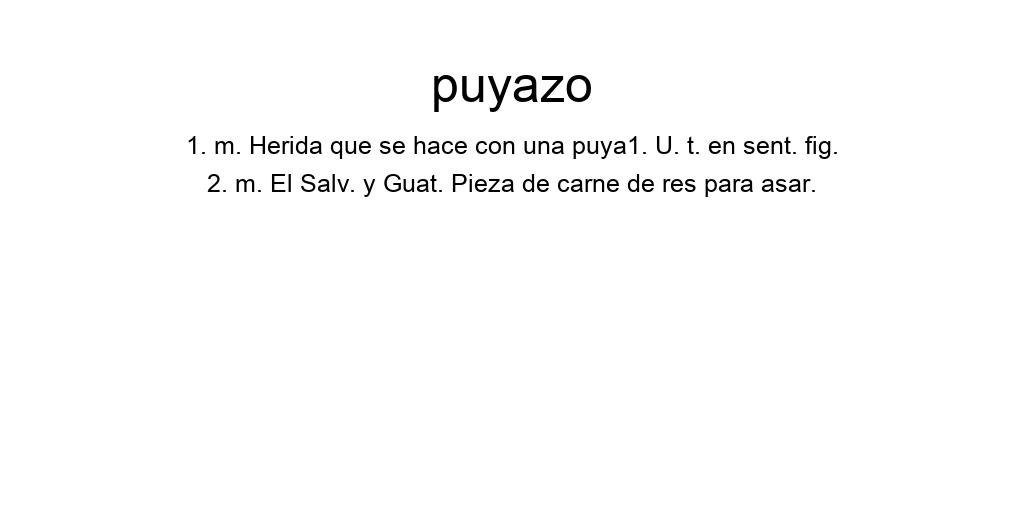 puyazo
1. m. Herida que se hace con una puya1. U. t. en sent. fig.
2. m. El Salv. y Guat. Pieza de carne de res para asar.